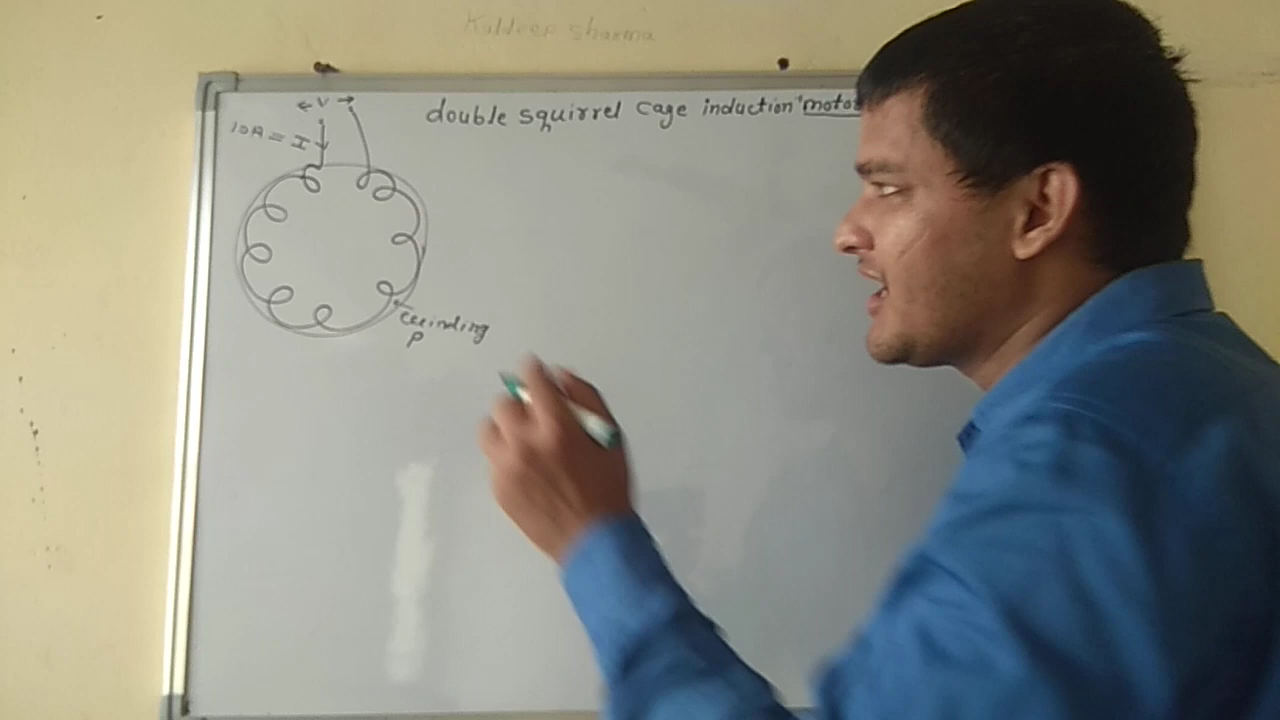 Kuldeep sharma
double squirrel cage induction motor
← V →
10A = I
winding
P